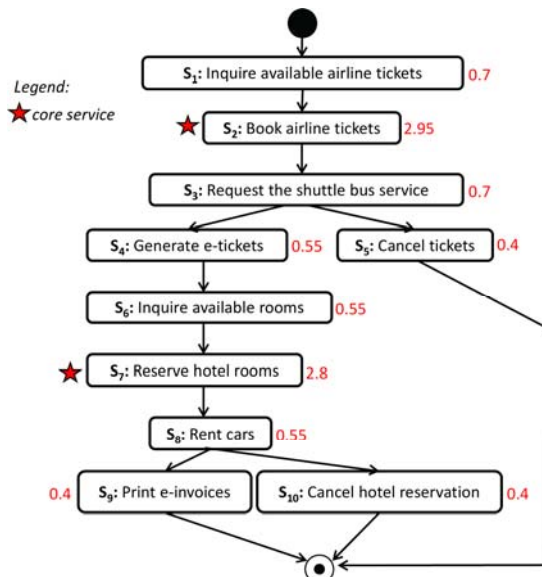 S1: Inquire available airline tickets 0.7
Legend:
core service
S2: Book airline tickets 2.95
S3: Request the shuttle bus service 0.7
S4: Generate e-tickets 0.55
S5: Cancel tickets 0.4
S6: Inquire available rooms 0.55
S7: Reserve hotel rooms 2.8
S8: Rent cars 0.55
0.4 S9: Print e-invoices
S10: Cancel hotel reservation 0.4